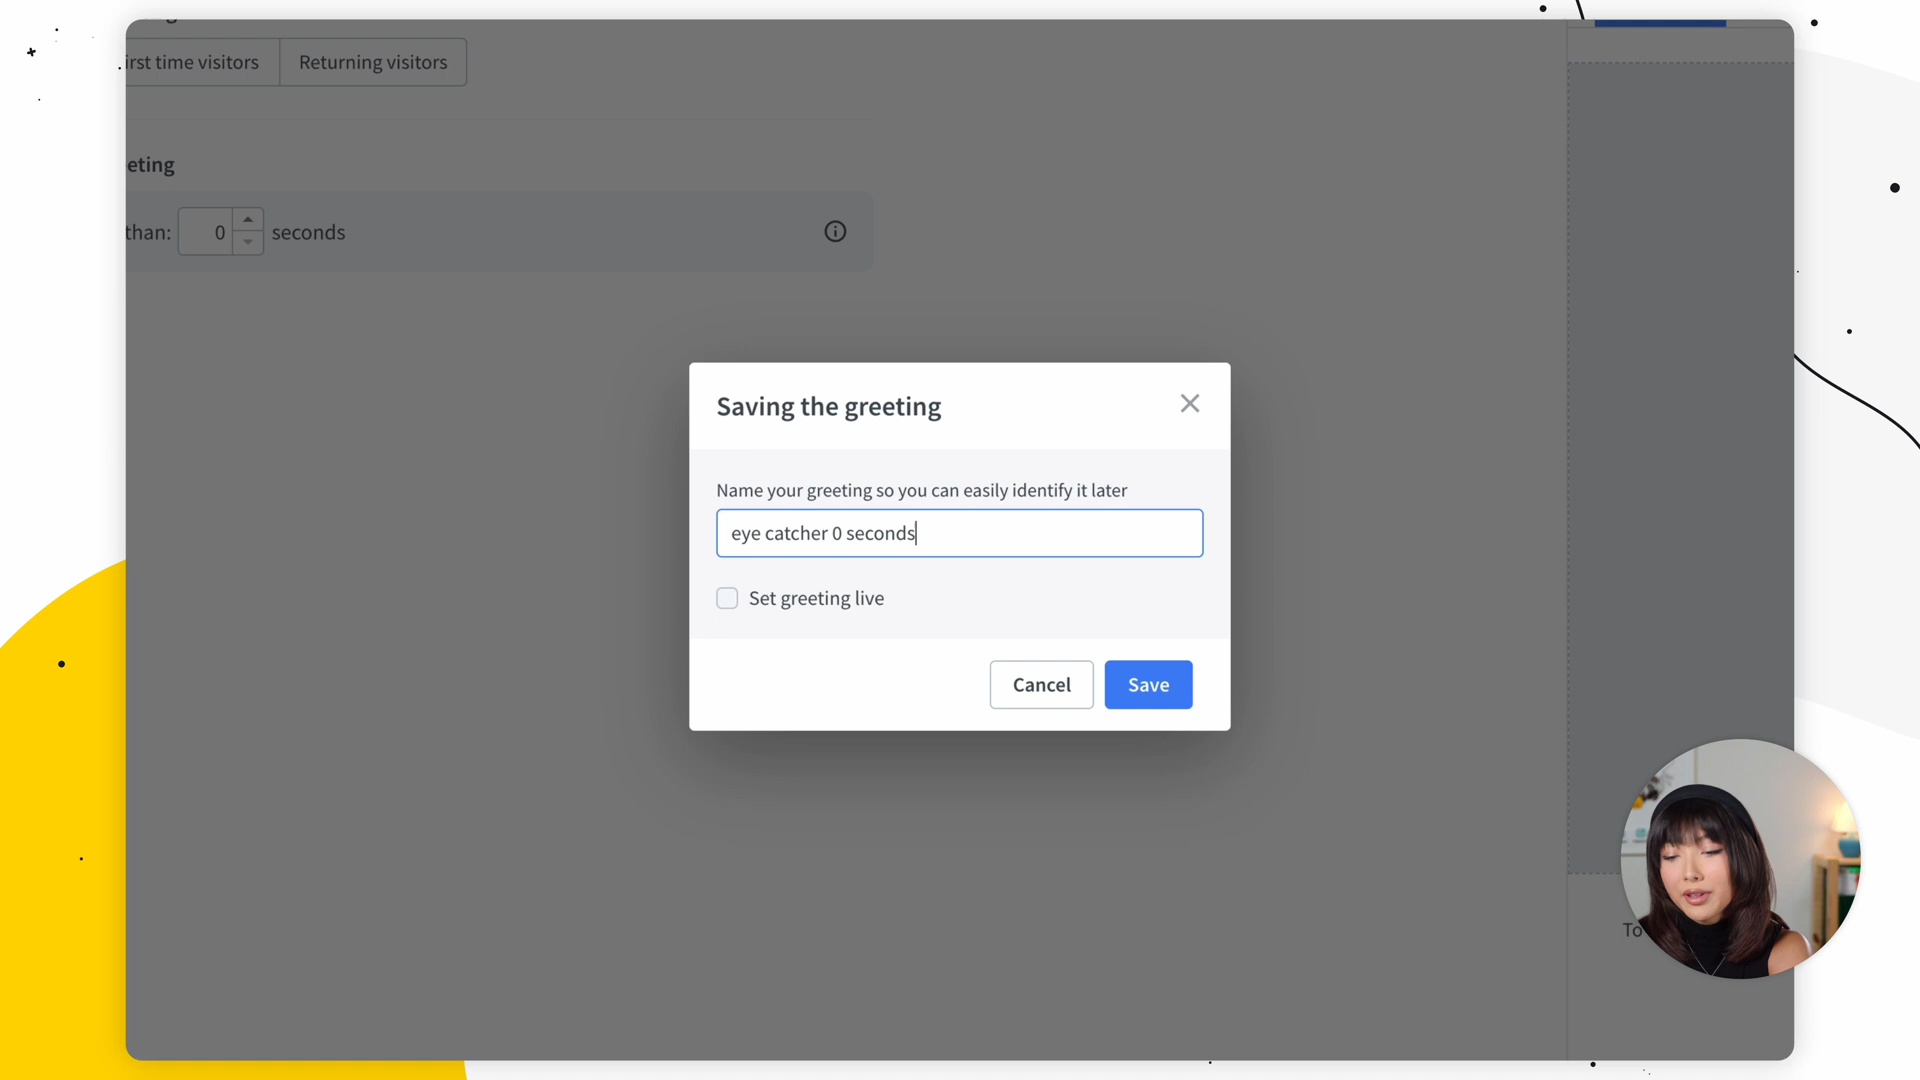 irst time visitors
Returning visitors
eting
than: 0 seconds
Saving the greeting
Name your greeting so you can easily identify it later
eye catcher 0 seconds
Set greeting live
Cancel
Save
To